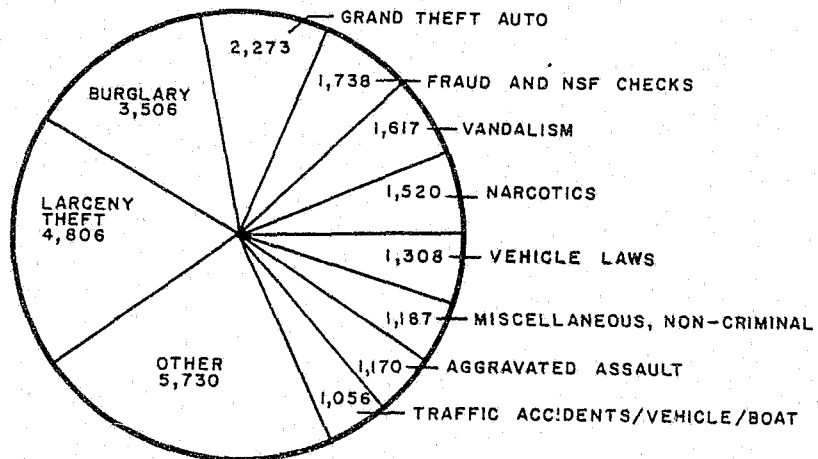 GRAND THEFT AUTO
2,273
1,738
FRAUD AND NSF CHECKS
BURGLARY
3,506
1,617
VANDALISM
1,520
NARCOTICS
LARCENY
THEFT
4,806
1,308
VEHICLE LAWS
1,187
MISCELLANEOUS, NON-CRIMINAL
OTHER
5,730
1,170
AGGRAVATED ASSAULT
1,056
TRAFFIC ACCIDENTS/VEHICLE/BOAT